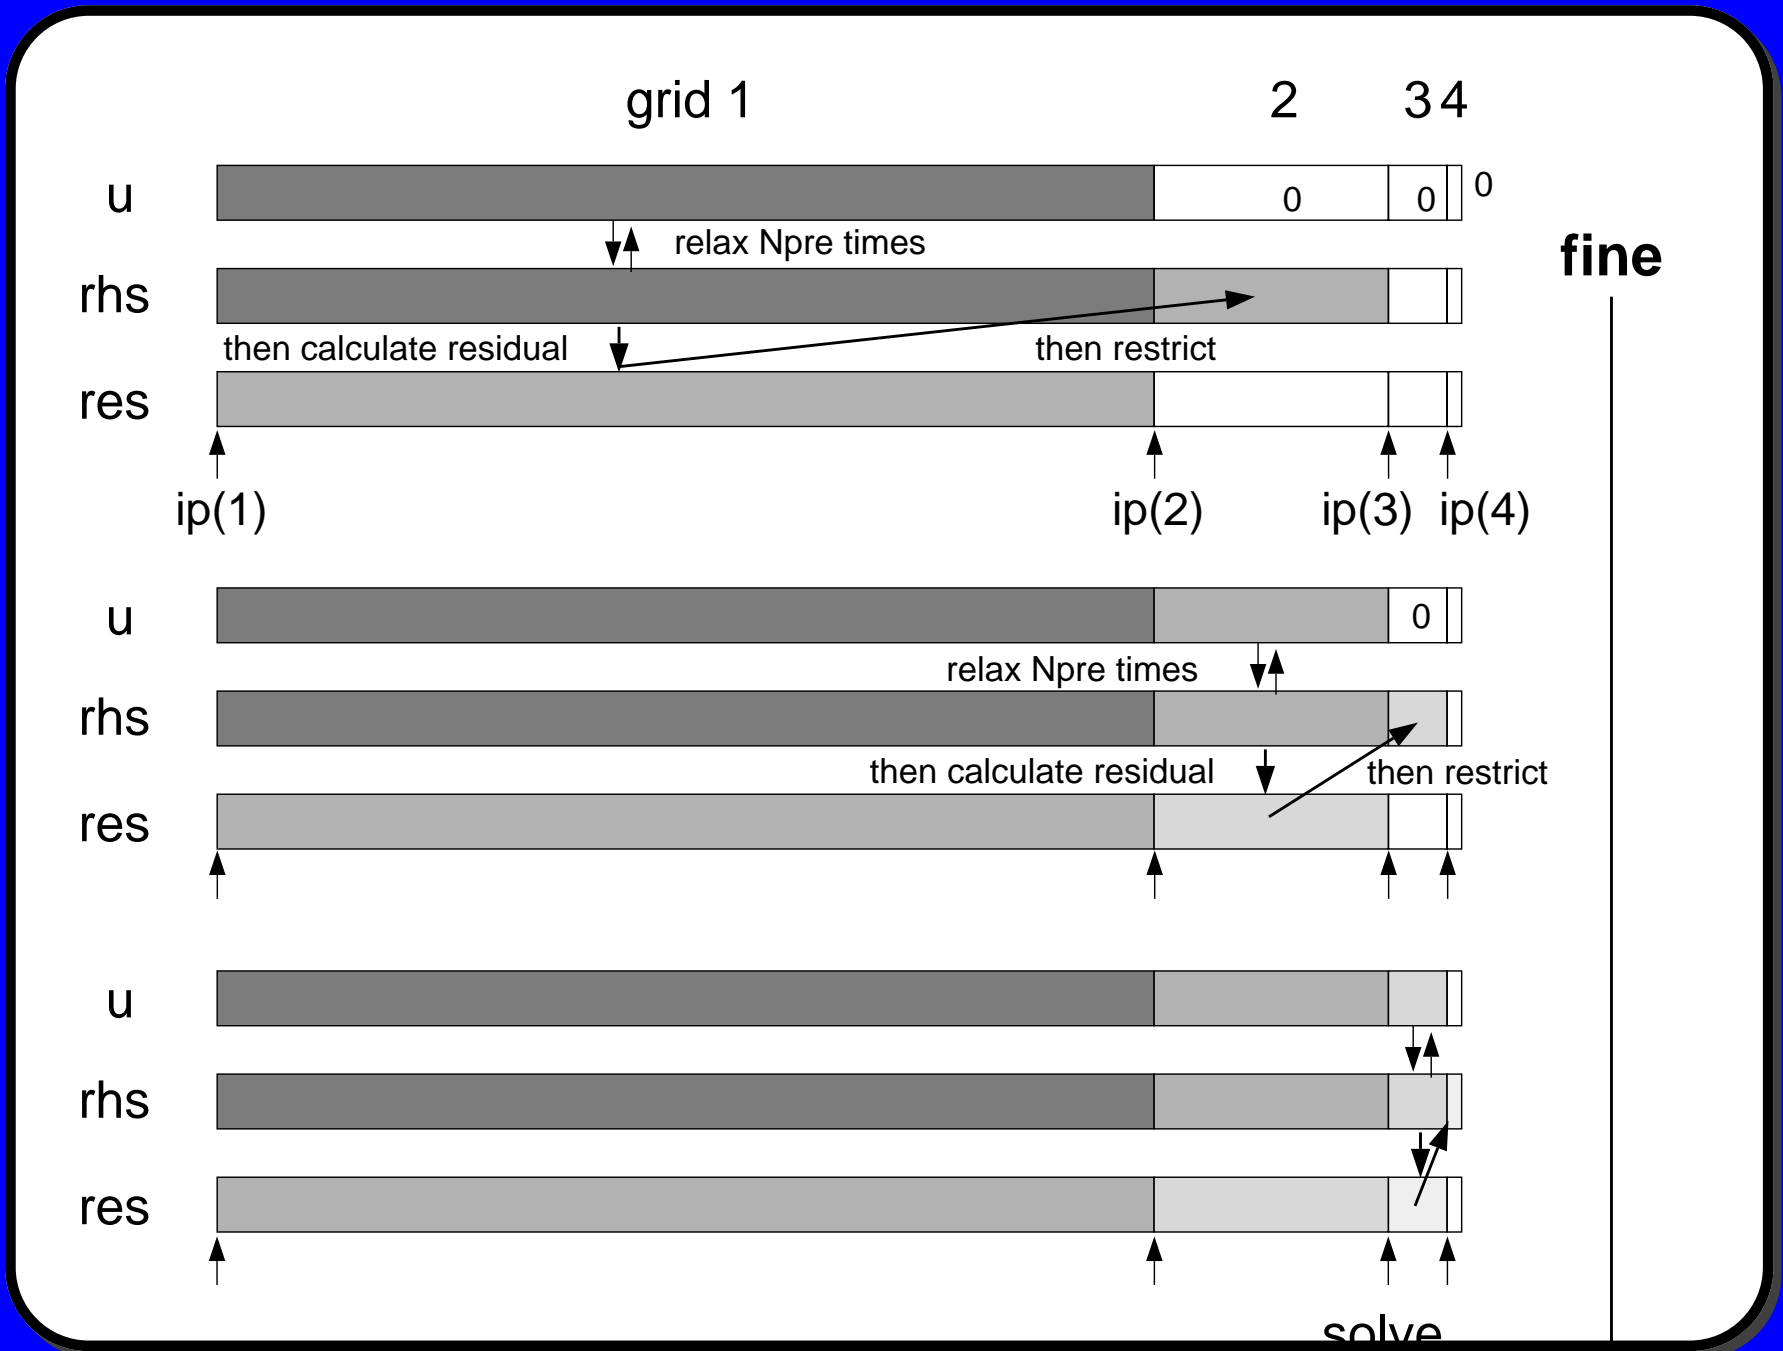 grid 1 2 3 4
u 0 0 0
relax Npre times
fine
rhs
then calculate residual then restrict
res
ip(1) ip(2) ip(3) ip(4)
u 0
relax Npre times
rhs
then calculate residual then restrict
res
u
rhs
res
solve